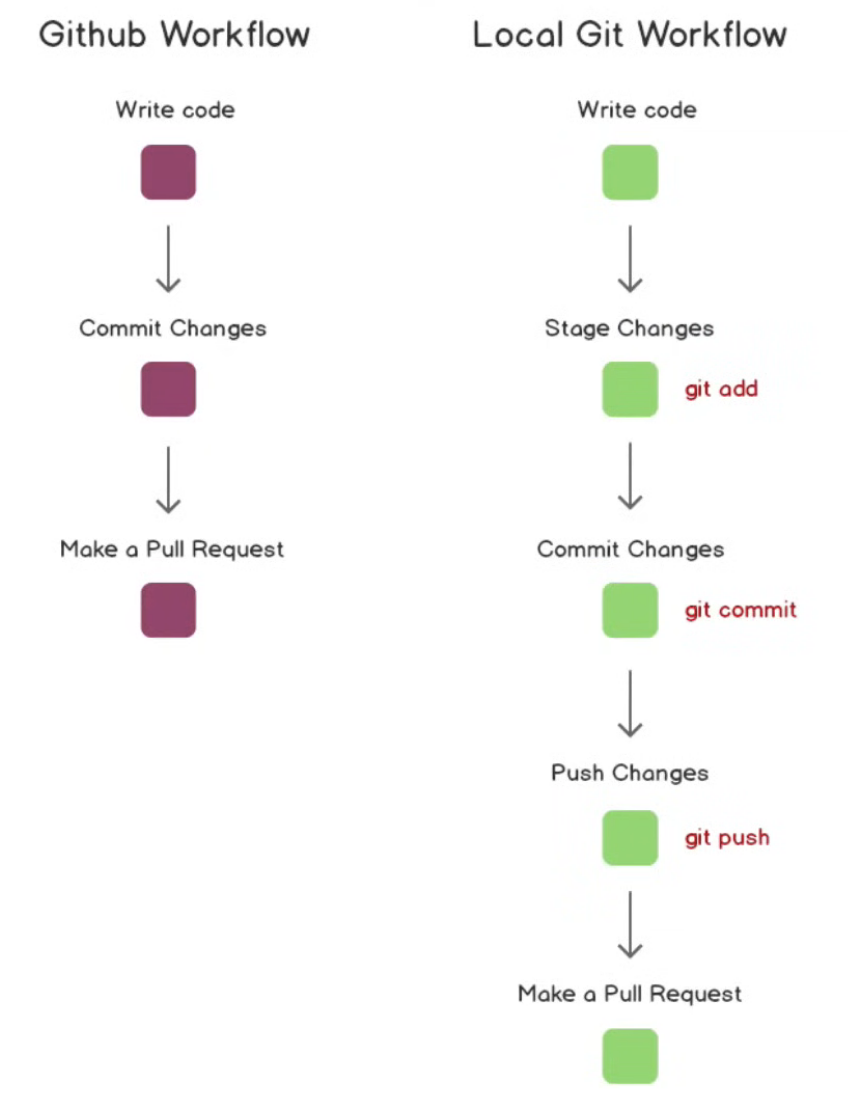 Github Workflow
Write code
Commit Changes
Make a Pull Request
Local Git Workflow
Write code
Stage Changes
git add
Commit Changes
git commit
Push Changes
git push
Make a Pull Request